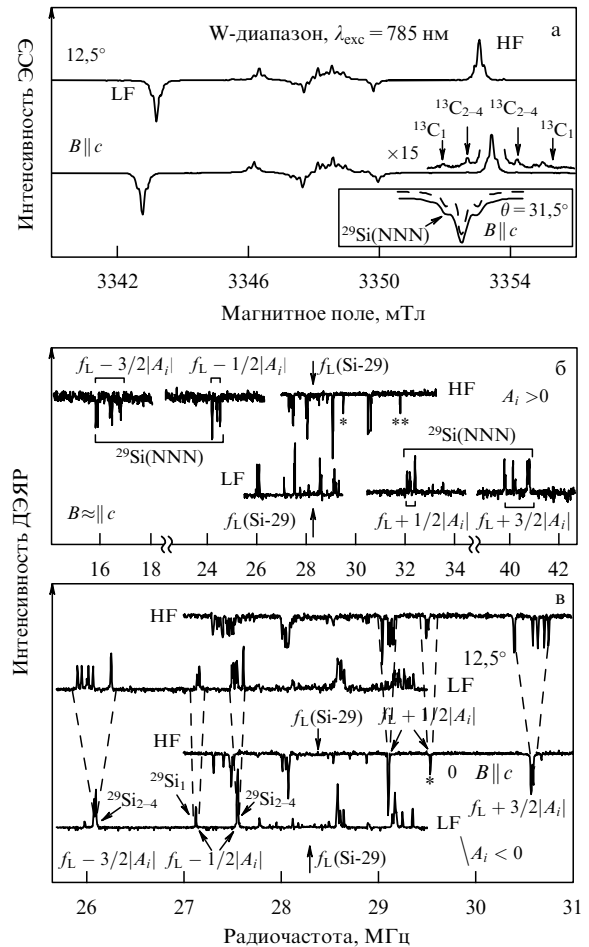 W-диапазон, λexc = 785 нм
а
12,5°
HF
LF
¹³C₁
¹³C₂₋₄
¹³C₂₋₄
¹³C₁
B ∥ c
×15
θ = 31,5°
²⁹Si(NNN)
B ∥ c
Интенсивность ЭСЭ
3342
3346
3350
3354
Магнитное поле, мТл
fL − 3/2|Ai|
fL − 1/2|Ai|
fL(Si-29)
б
HF
Ai >0
*
**
²⁹Si(NNN)
²⁹Si(NNN)
LF
B≈∥ c
fL(Si-29)
fL + 1/2|Ai|
fL + 3/2|Ai|
16
18
24
26
28
30
32
34
40
42
Интенсивность ДЭЯР
в
HF
12,5°
LF
fL(Si-29)
fL + 1/2|Ai|
HF
0
B ∥ c
*
²⁹Si₁
²⁹Si₂₋₄
²⁹Si₂₋₄
fL + 3/2|Ai|
LF
fL − 3/2|Ai|
fL − 1/2|Ai|
fL(Si-29)
\Ai < 0
26
27
28
29
30
31
Радиочастота, МГц